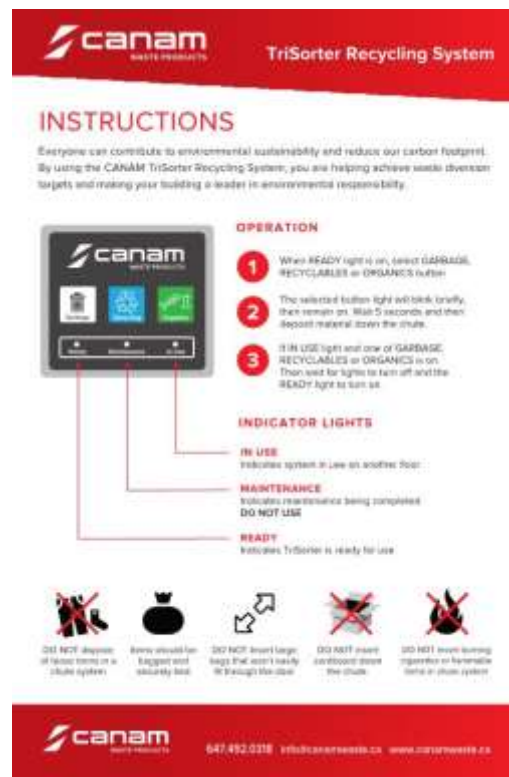 canam
WASTE PRODUCTS
TriSorter Recycling System
INSTRUCTIONS
Everyone can contribute to environmental sustainability and reduce our carbon footprint.
By using the CANAM TriSorter Recycling System, you are helping achieve waste diversion
targets and making your building a leader in environmental responsibility.
canam
WASTE PRODUCTS
Garbage
Recycling
Organics
Ready
Maintenance
In Use
OPERATION
1
When READY light is on, select GARBAGE,
RECYCLABLES or ORGANICS button
2
The selected button light will blink briefly,
then remain on. Wait 5 seconds and then
deposit material down the chute.
3
If IN USE light and one of GARBAGE,
RECYCLABLES or ORGANICS is on.
Then wait for lights to turn off and the
READY light to turn on
INDICATOR LIGHTS
IN USE
Indicates system in use on another floor
MAINTENANCE
Indicates maintenance being completed
DO NOT USE
READY
Indicates TriSorter is ready for use
DO NOT dispose
of loose items in a
chute system
Items should be
bagged and
securely tied
DO NOT insert large
bags that won't easily
fit through the door
DO NOT insert
cardboard down
the chute
DO NOT insert burning
cigarettes or flammable
items in chute system
canam
WASTE PRODUCTS
647.492.0318 info@canamwaste.ca www.canamwaste.ca